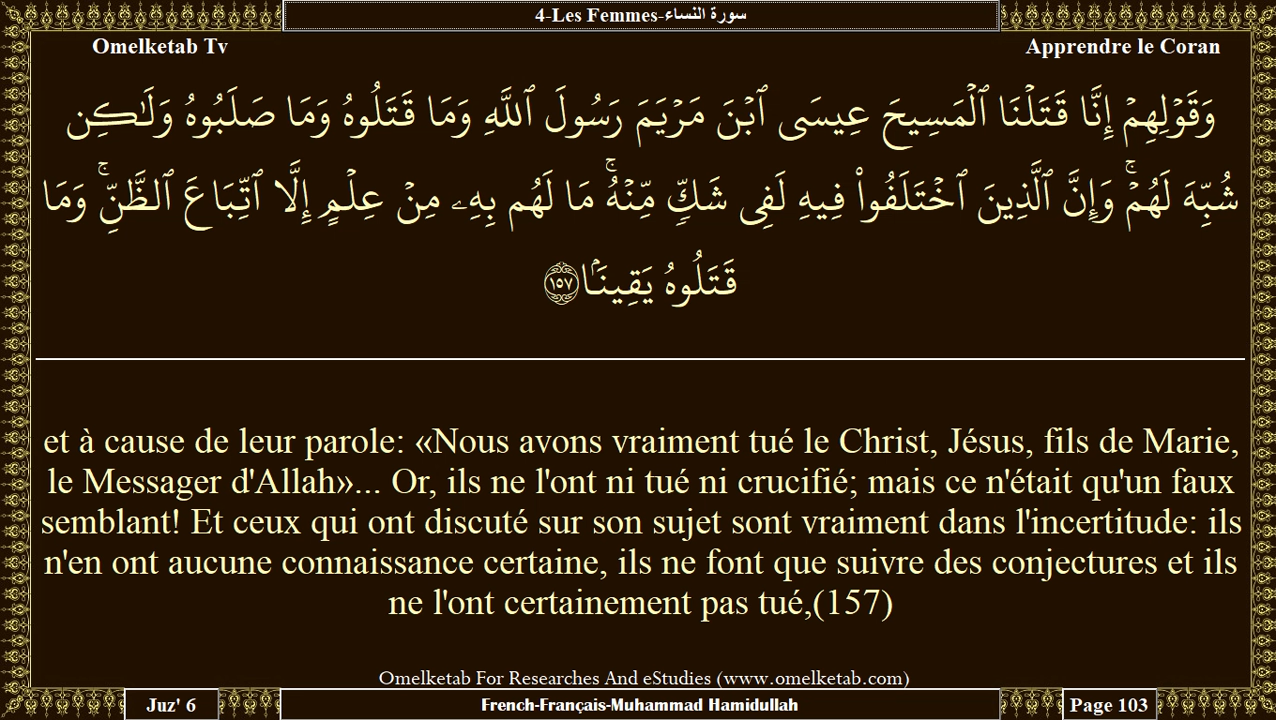 4-Les Femmes-سورة النساء
Omelketab Tv
Apprendre le Coran
وَقَوۡلِهِمۡ إِنَّا قَتَلۡنَا ٱلۡمَسِيحَ عِيسَى ٱبۡنَ مَرۡيَمَ رَسُولَ ٱللَّهِ وَمَا قَتَلُوهُ وَمَا صَلَبُوهُ وَلَٰكِن
شُبِّهَ لَهُمۡۚ وَإِنَّ ٱلَّذِينَ ٱخۡتَلَفُواْ فِيهِ لَفِي شَكّٖ مِّنۡهُۚ مَا لَهُم بِهِۦ مِنۡ عِلۡمٍ إِلَّا ٱتِّبَاعَ ٱلظَّنِّۚ وَمَا
قَتَلُوهُ يَقِينَۢا ١٥٧
et à cause de leur parole: «Nous avons vraiment tué le Christ, Jésus, fils de Marie,
le Messager d'Allah»... Or, ils ne l'ont ni tué ni crucifié; mais ce n'était qu'un faux
semblant! Et ceux qui ont discuté sur son sujet sont vraiment dans l'incertitude: ils
n'en ont aucune connaissance certaine, ils ne font que suivre des conjectures et ils
ne l'ont certainement pas tué,(157)
Omelketab For Researches And eStudies (www.omelketab.com)
Juz' 6
French-Français-Muhammad Hamidullah
Page 103